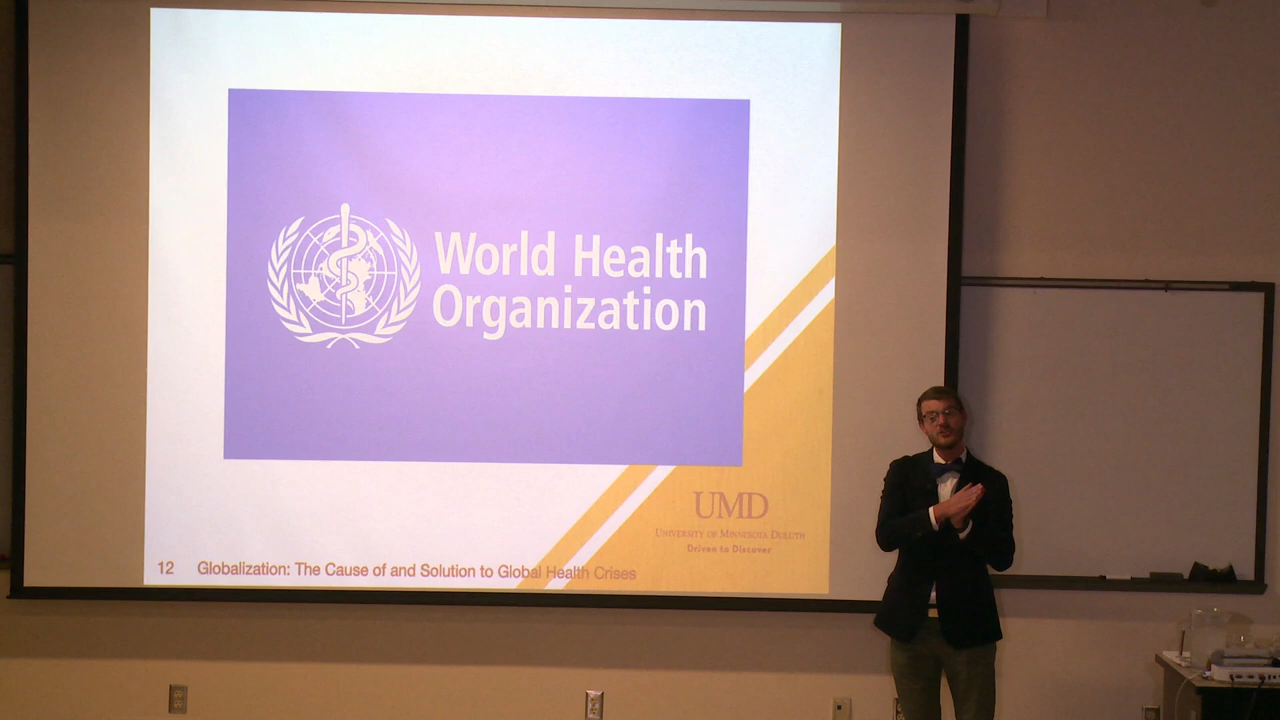 World Health
Organization
UMD
UNIVERSITY OF MINNESOTA DULUTH
Driven to Discover
12 Globalization: The Cause of and Solution to Global Health Crises